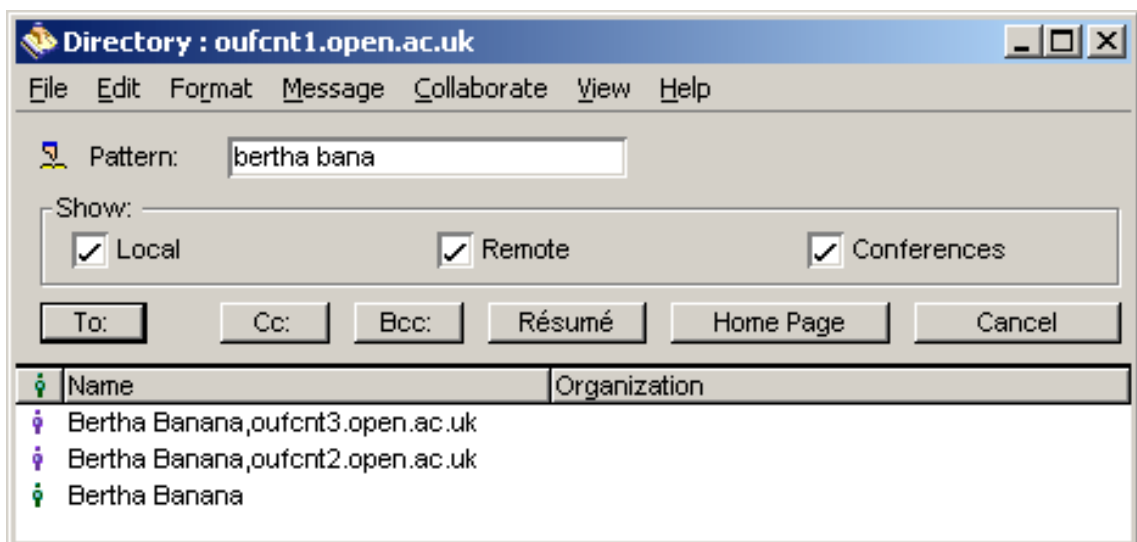 Directory : oufcnt1.open.ac.uk
File Edit Format Message Collaborate View Help
Pattern: bertha bana
Show:
Local Remote Conferences
To: Cc: Bcc: Résumé Home Page Cancel
Name Organization
Bertha Banana,oufcnt3.open.ac.uk
Bertha Banana,oufcnt2.open.ac.uk
Bertha Banana